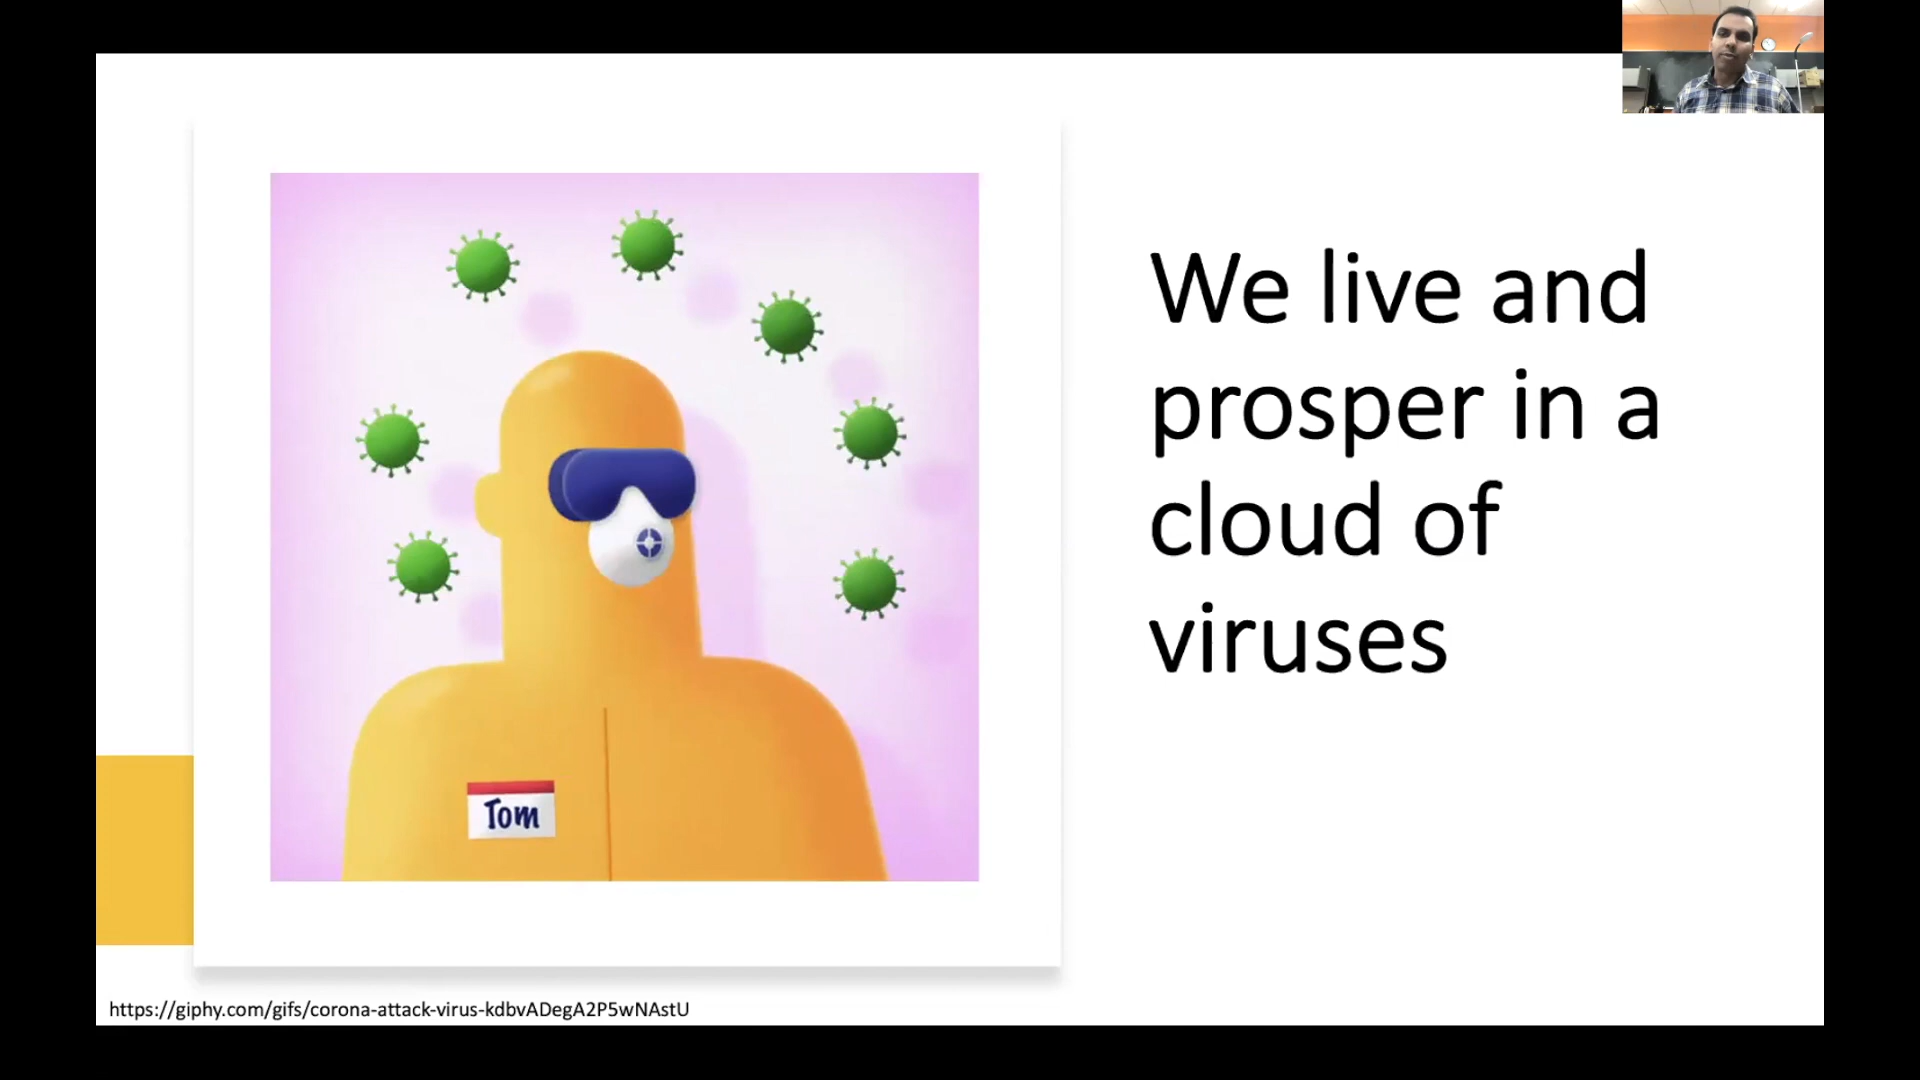 We live and
prosper in a
cloud of
viruses
Tom
https://giphy.com/gifs/corona-attack-virus-kdbvADegA2P5wNAstU